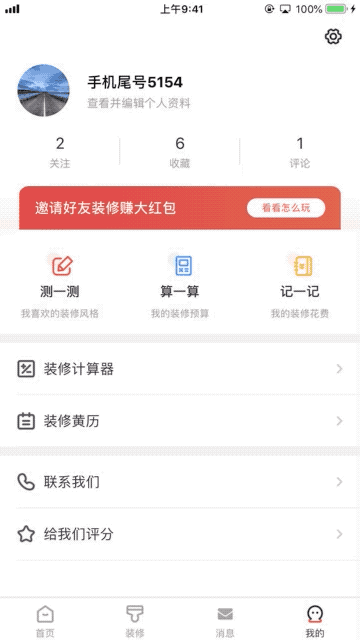 上午9:41
100%
手机尾号5154
查看并编辑个人资料
2
6
1
关注
收藏
评论
邀请好友装修赚大红包
看看怎么玩
测一测
算一算
记一记
我喜欢的装修风格
我的装修预算
我的装修花费
装修计算器
装修黄历
联系我们
给我们评分
首页
装修
消息
我的